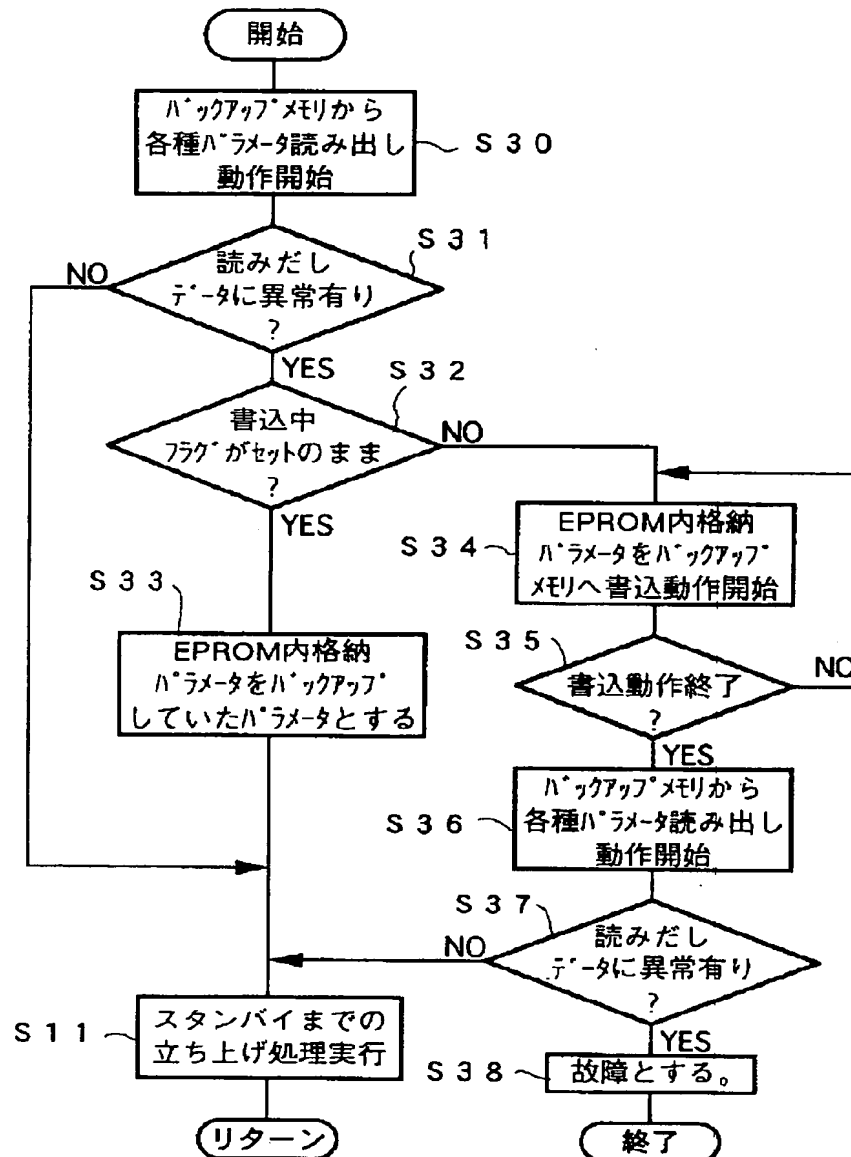 開始
バックアップメモリから
各種パラメータ読み出し
動作開始
S30
S31
NO
読みだし
データに異常有り
?
YES
S32
書込中
フラグがセットのまま
?
NO
YES
S33
EPROM内格納
パラメータをバックアップ
していたパラメータとする
S34
EPROM内格納
パラメータをバックアップ
メモリへ書込動作開始
S35
書込動作終了
?
NO
YES
S36
バックアップメモリから
各種パラメータ読み出し
動作開始
S37
NO
読みだし
データに異常有り
?
YES
S11
スタンバイまでの
立ち上げ処理実行
S38
故障とする。
リターン
終了